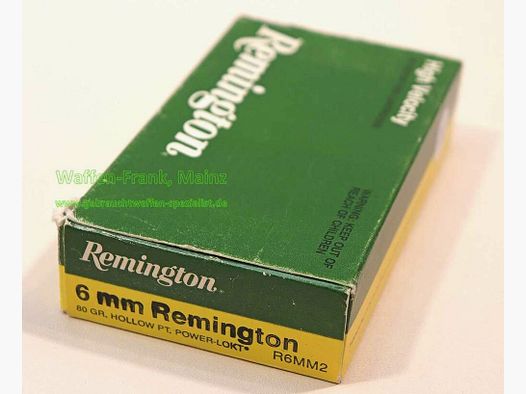 Remington
High Velocity
Waffen-Frank, Mainz
www.gebrauchtwaffen-spezialist.de
WARNING: KEEP OUT OF
REACH OF CHILDREN
Remington
6 mm Remington
80 GR. HOLLOW PT. POWER-LOKT®
R6MM2